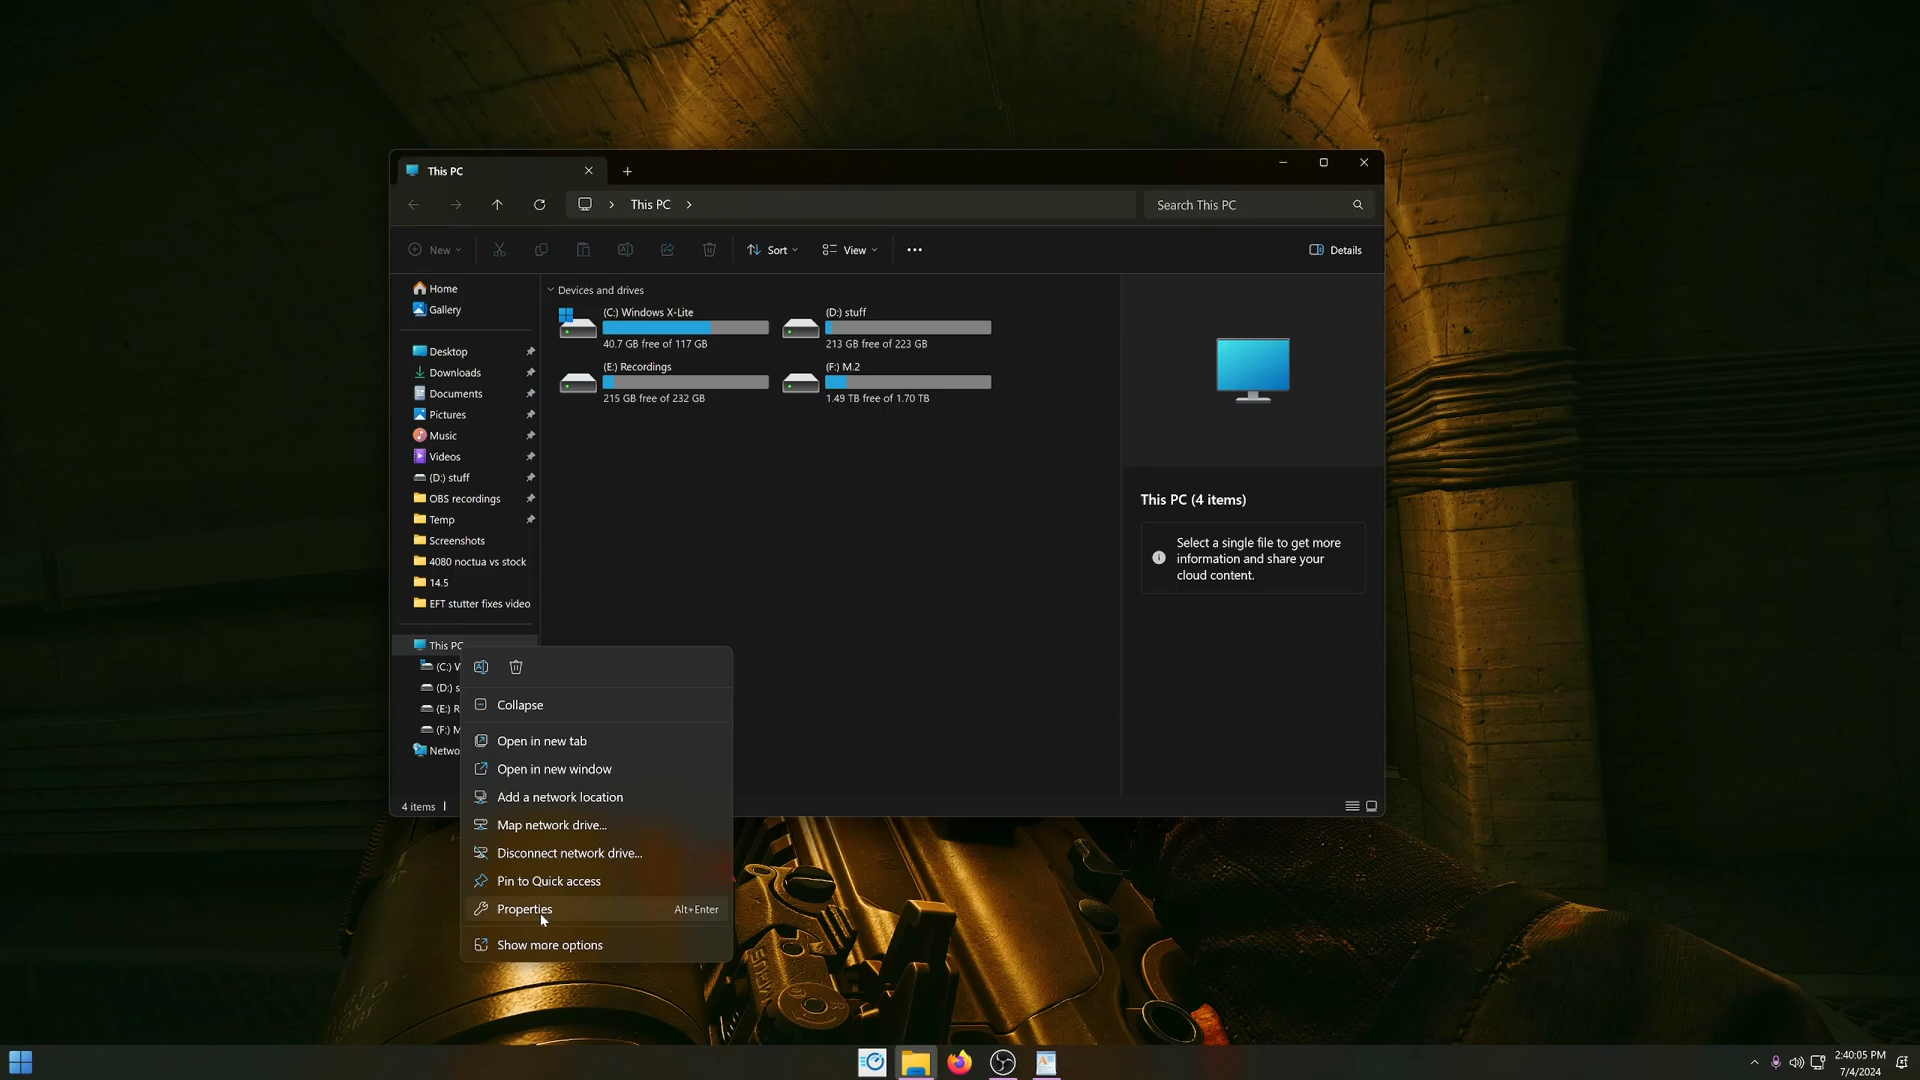 This PC
This PC
Search This PC
New
Sort
View
Details
Home
Gallery
Desktop
Downloads
Documents
Pictures
Music
Videos
(D:) stuff
OBS recordings
Temp
Screenshots
4080 noctua vs stock
14.5
EFT stutter fixes video
This PC
(C:) W
(D:) s
(E:) R
(F:) M
Netwo
4 items
Devices and drives
(C:) Windows X-Lite
40.7 GB free of 117 GB
(D:) stuff
213 GB free of 223 GB
(E:) Recordings
215 GB free of 232 GB
(F:) M.2
1.49 TB free of 1.70 TB
This PC (4 items)
Select a single file to get more
information and share your
cloud content.
Collapse
Open in new tab
Open in new window
Add a network location
Map network drive...
Disconnect network drive...
Pin to Quick access
Properties Alt+Enter
Show more options
2:40:05 PM
7/4/2024